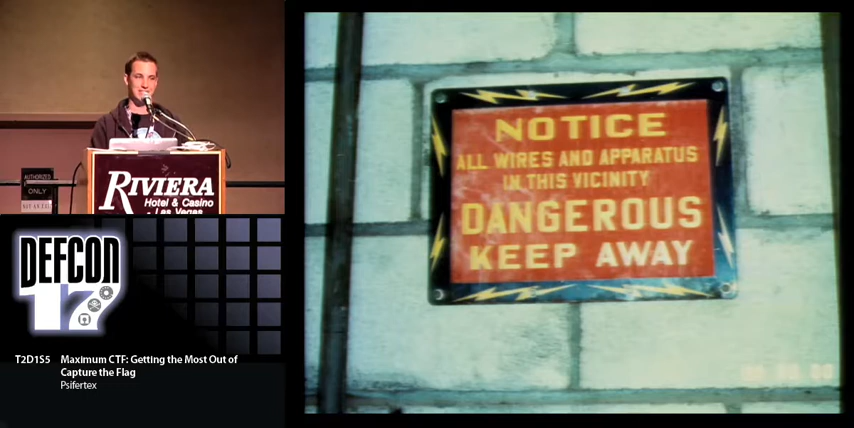 AUTHORIZED
ONLY
RIVIERA
Hotel & Casino
Las Vegas
DEFCON
17
T2D1S5 Maximum CTF: Getting the Most Out of
Capture the Flag
Psifertex
NOTICE
ALL WIRES AND APPARATUS
IN THIS VICINITY
DANGEROUS
KEEP AWAY